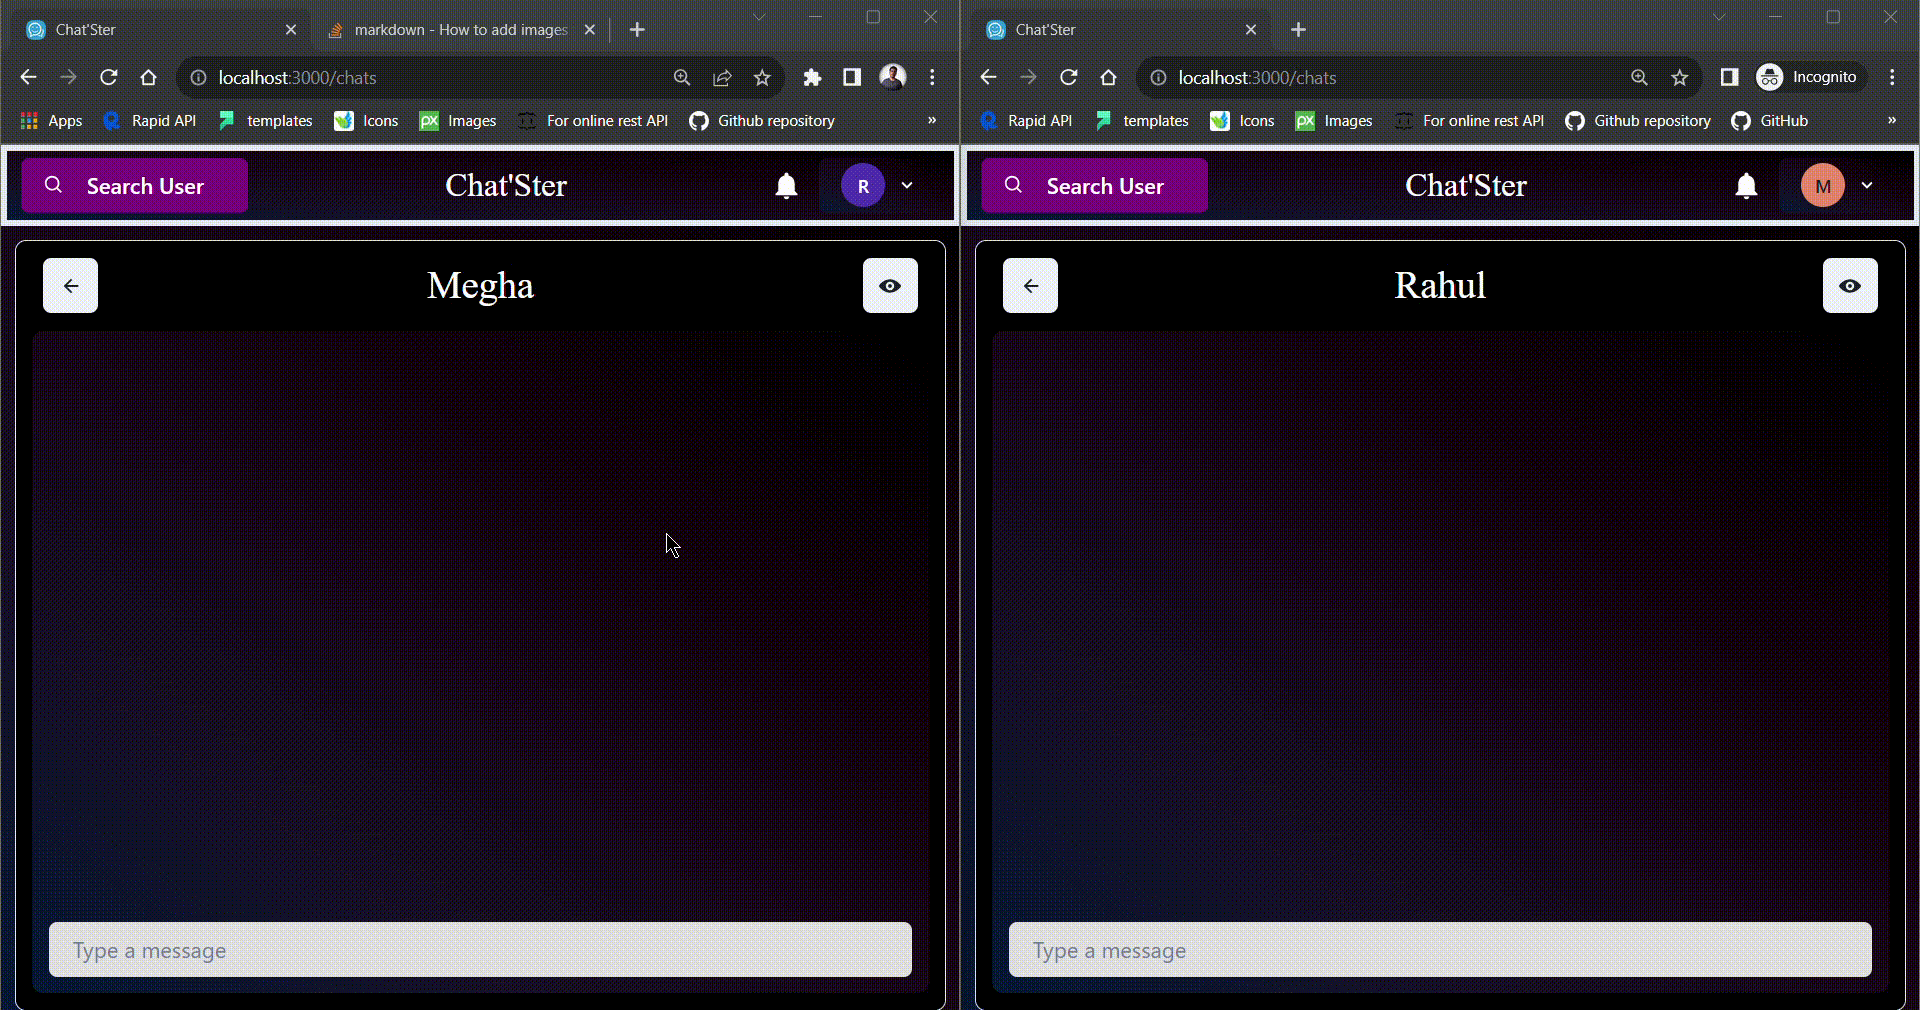 Chat'Ster
markdown - How to add images
localhost:3000/chats
Apps
Rapid API
templates
Icons
px
Images
For online rest API
Github repository
»
Search User
Chat'Ster
R
Megha
Type a message
Chat'Ster
localhost:3000/chats
Incognito
Rapid API
templates
Icons
px
Images
For online rest API
Github repository
GitHub
»
Search User
Chat'Ster
M
Rahul
Type a message